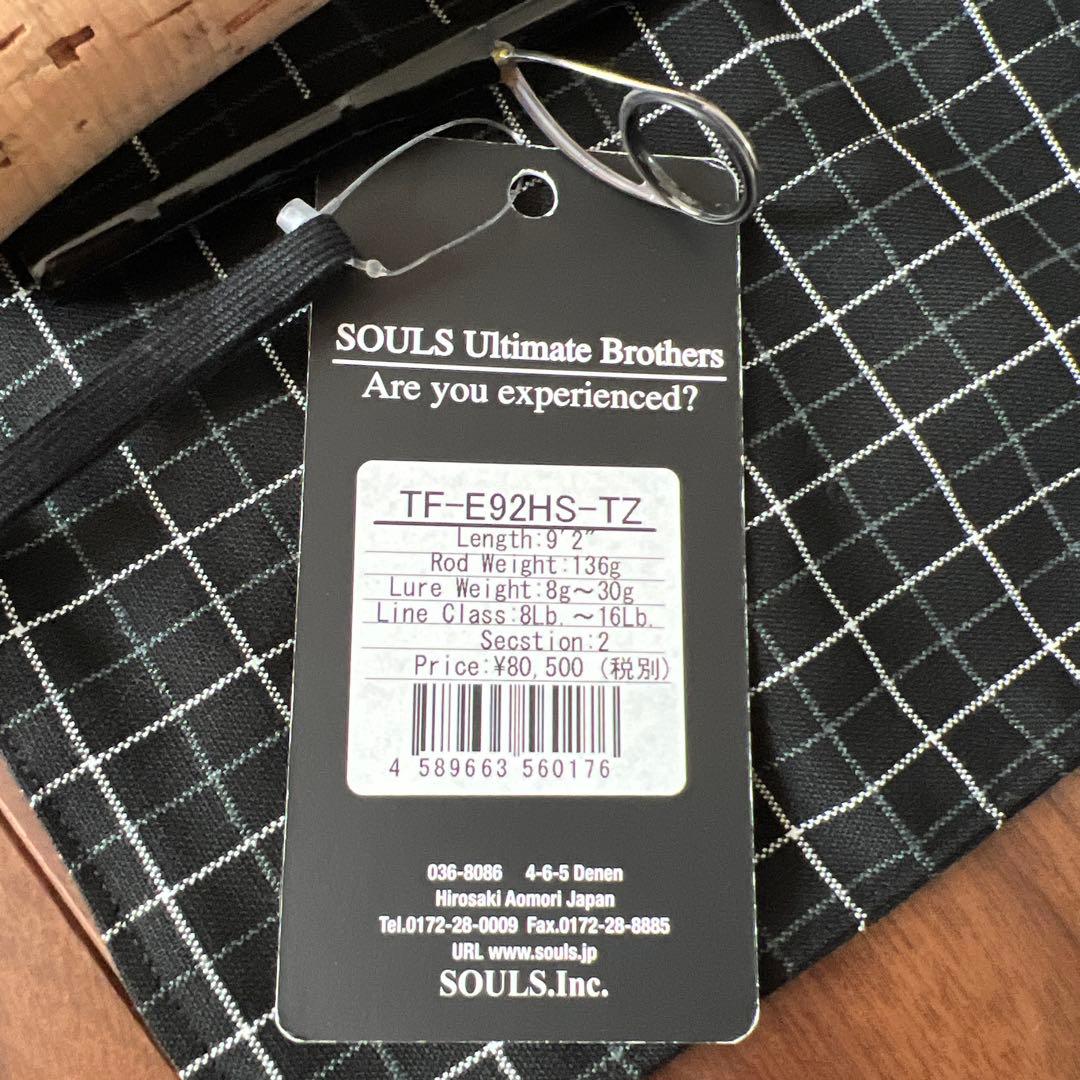 SOULS Ultimate Brothers
Are you experienced?
TF-E92HS-TZ
Length:9'2"
Rod Weight:136g
Lure Weight:8g～30g
Line Class:8Lb.～16Lb.
Secstion:2
Price:¥80,500 (税別)
4 589663 560176
036-8086 4-6-5 Denen
Hirosaki Aomori Japan
Tel.0172-28-0009 Fax.0172-28-8885
URL www.souls.jp
SOULS.Inc.